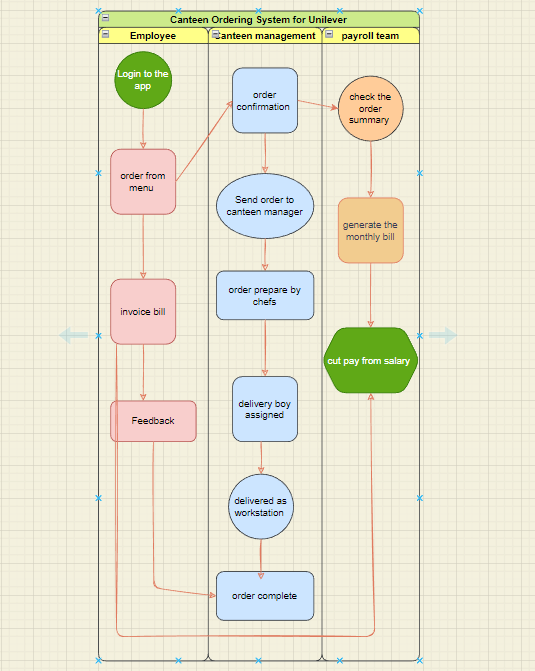 Canteen Ordering System for Unilever
Employee
Canteen management
payroll team
Login to the
app
order from
menu
invoice bill
Feedback
order
confirmation
Send order to
canteen manager
order prepare by
chefs
delivery boy
assigned
delivered as
workstation
order complete
check the
order
summary
generate the
monthly bill
cut pay from salary